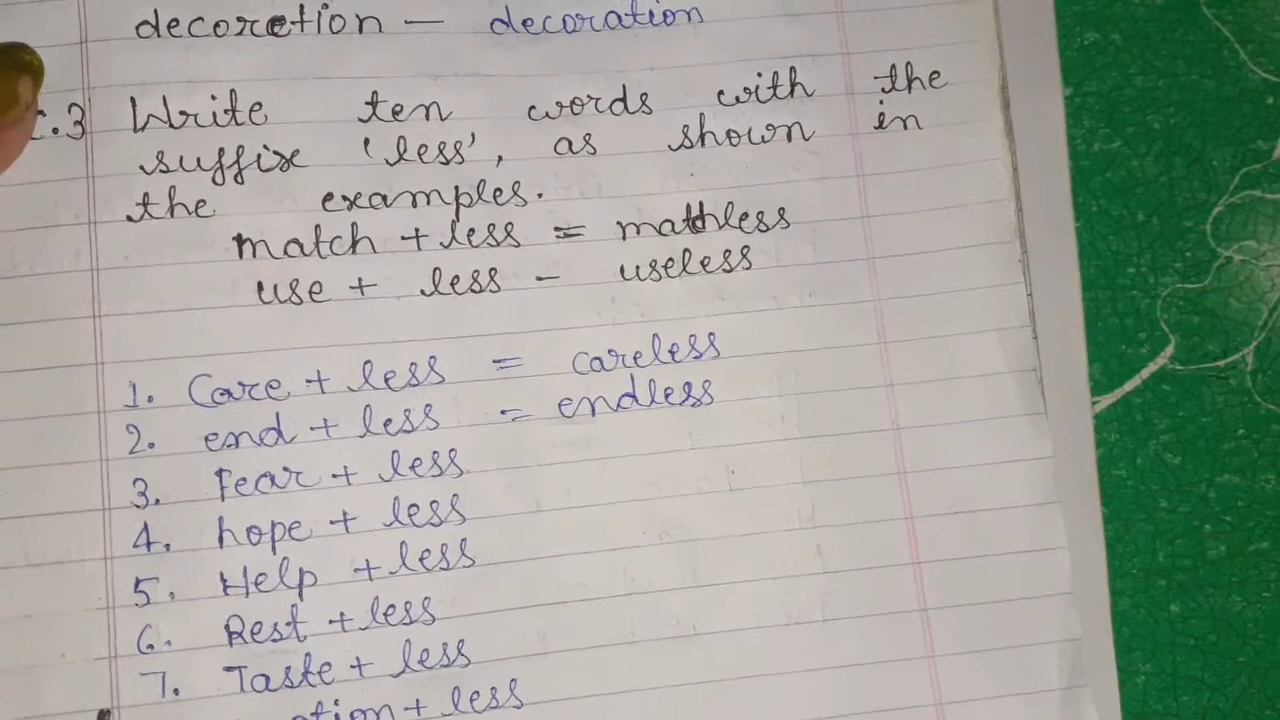 decoretion — decoration
.3 Write ten words with the
suffix 'less', as shown in
the examples.
match + less = mathless
use + less - useless
1. Care + less = careless
2. end + less = endless
3. Fear + less
4. hope + less
5. Help + less
6. Rest + less
7. Taste + less
+ less